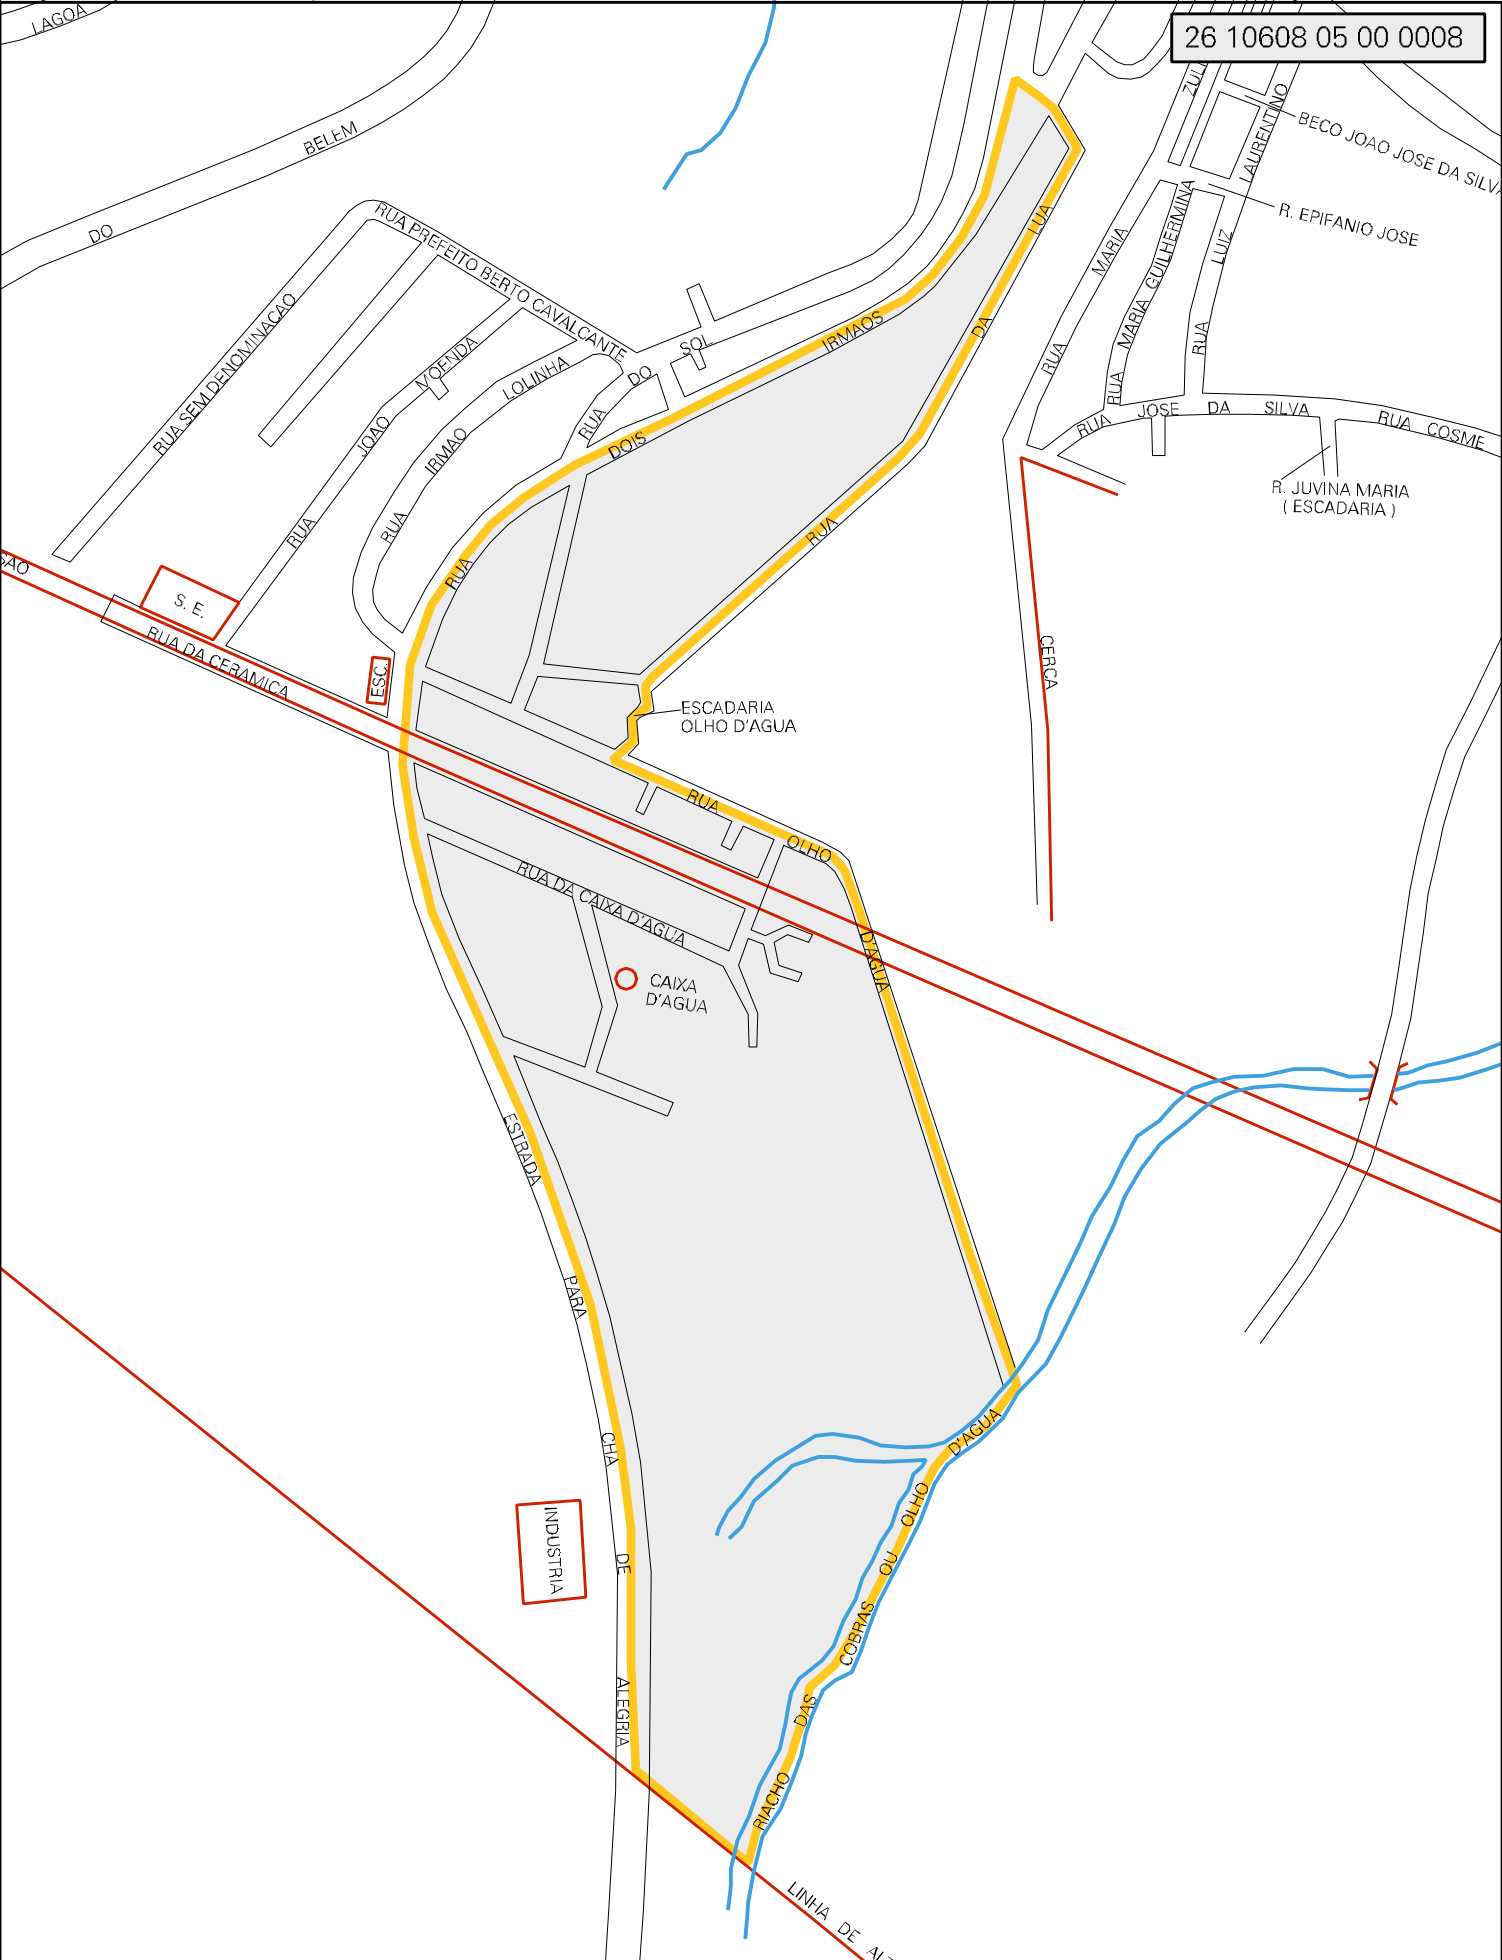 26 10608 05 00 0008
LAGOA
DO BELEM
BECO JOAO JOSE DA SILVA
LAURENTINO
R. EPIFANIO JOSE
RUA PREFEITO BERTO CAVALCANTE
RUA SEM DENOMINACAO
RUA JOAO MOENDA
RUA IRMAO LOLINHA
RUA DO SOL
RUA DOIS IRMAOS
RUA DA LUA
RUA MARIA
RUA MARIA GUILHERMINA
RUA LUIZ
RUA JOSE DA SILVA
RUA COSME
R. JUVINA MARIA
( ESCADARIA )
S. E.
RUA DA CERAMICA
ESC.
CERCA
ESCADARIA
OLHO D'AGUA
RUA OLHO D'AGUA
RUA DA CAIXA D'AGUA
CAIXA
D'AGUA
ESTRADA PARA CHA DE ALEGRIA
INDUSTRIA
RIACHO DAS COBRAS OU OLHO D'AGUA
LINHA DE